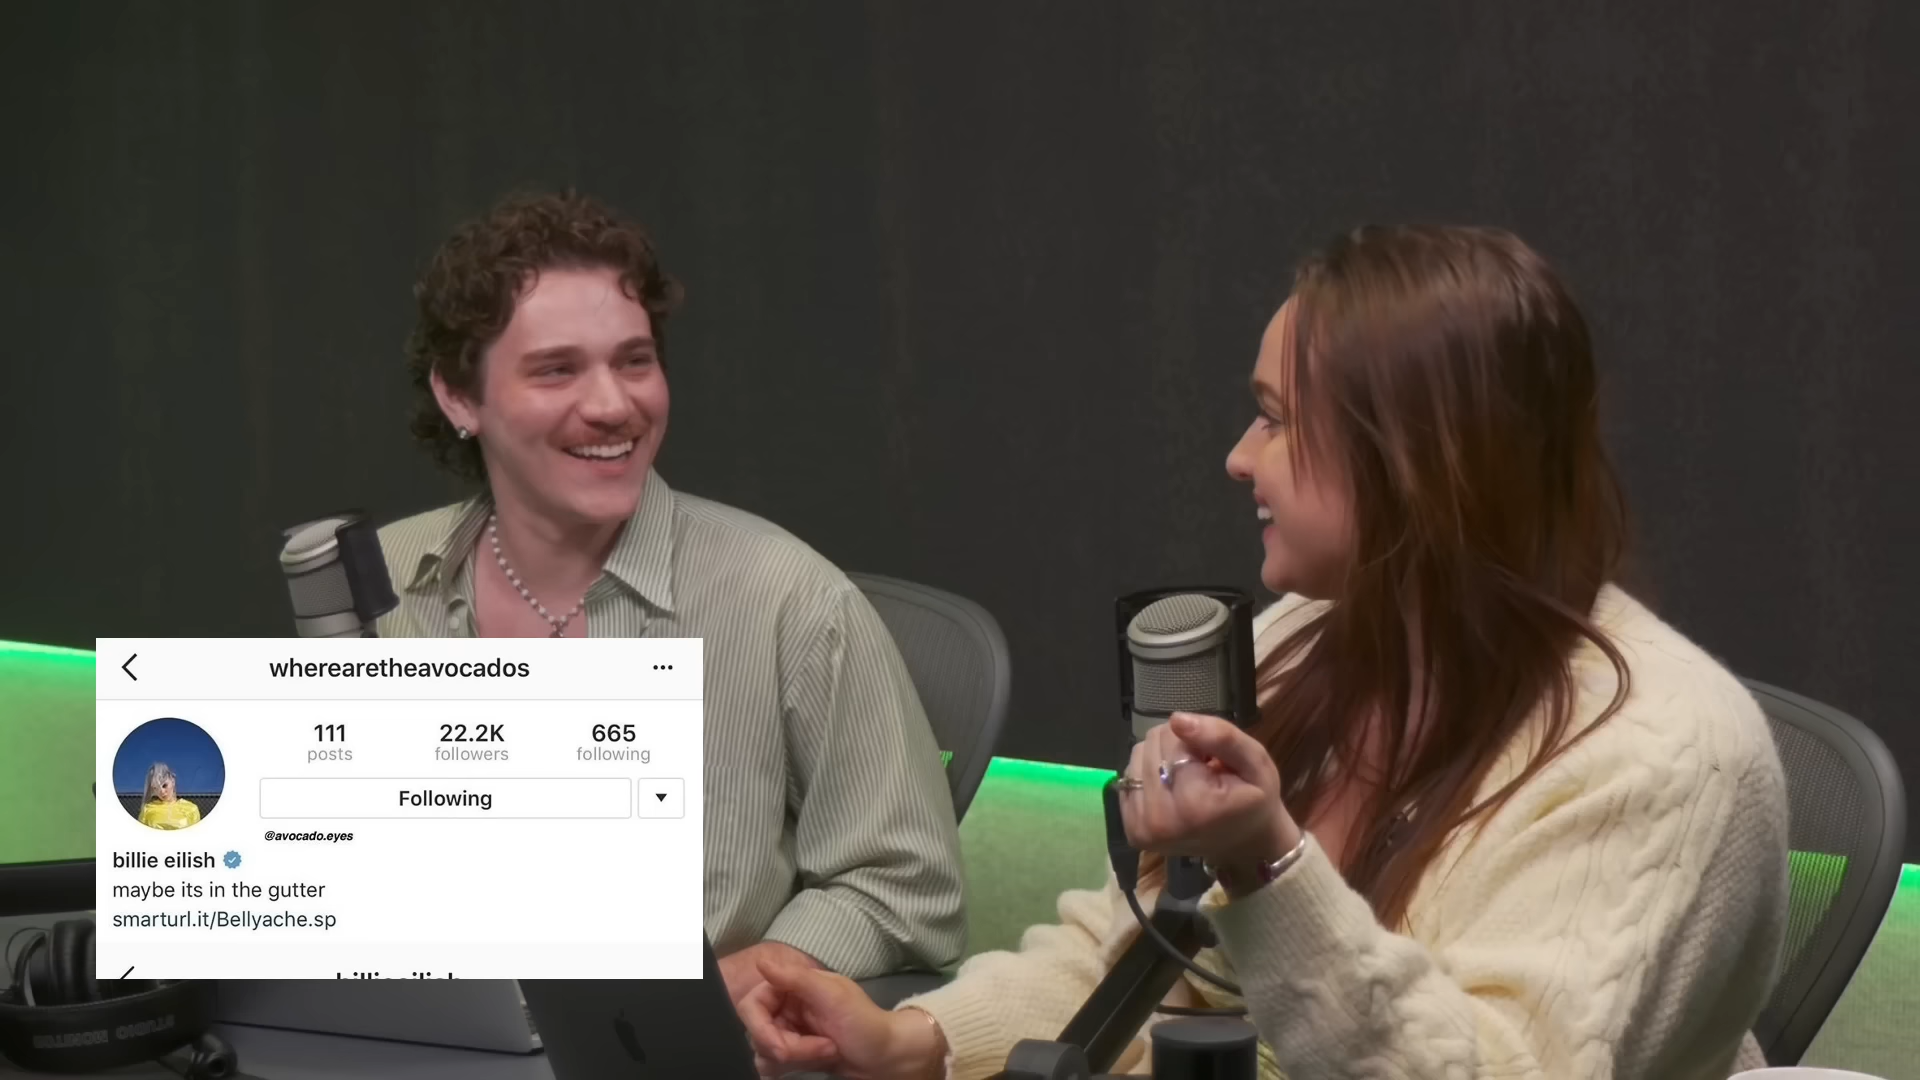 wherearetheavocados
111 22.2K 665
posts followers following
Following
@avocado.eyes
billie eilish
maybe its in the gutter
smarturl.it/Bellyache.sp